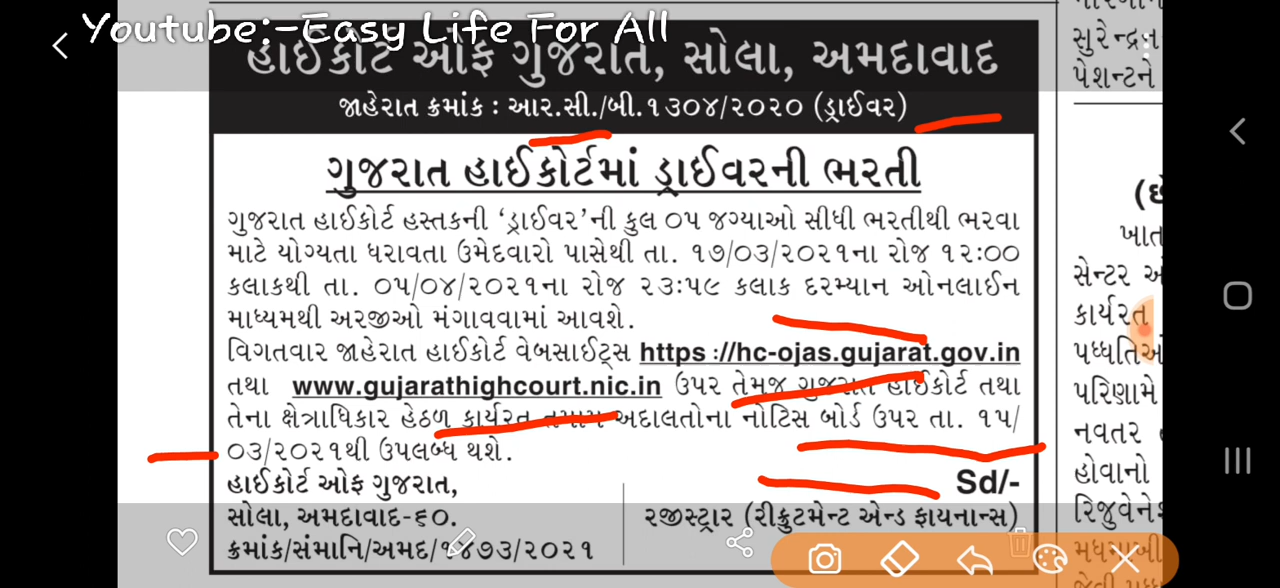 Youtube:-Easy Life For All
હાઈકોર્ટ ઓફ ગુજરાત, સોલા, અમદાવાદ
જાહેરાત ક્રમાંક : આર.સી./બી.૧૩૦૪/૨૦૨૦ (ડ્રાઈવર)
ગુજરાત હાઈકોર્ટમાં ડ્રાઈવરની ભરતી
ગુજરાત હાઈકોર્ટ હસ્તકની ‘ડ્રાઈવર’ની કુલ ૦૫ જગ્યાઓ સીધી ભરતીથી ભરવા
માટે યોગ્યતા ધરાવતા ઉમેદવારો પાસેથી તા. ૧૭/૦૩/૨૦૨૧ના રોજ ૧૨:૦૦
કલાકથી તા. ૦૫/૦૪/૨૦૨૧ના રોજ ૨૩:૫૯ કલાક દરમ્યાન ઓનલાઈન
માધ્યમથી અરજીઓ મંગાવવામાં આવશે.
વિગતવાર જાહેરાત હાઈકોર્ટ વેબસાઈટ્સ https ://hc-ojas.gujarat.gov.in
તથા www.gujarathighcourt.nic.in ઉપર તેમજ ગુજરાત હાઈકોર્ટ તથા
તેના ક્ષેત્રાધિકાર હેઠળ કાર્યરત તમામ અદાલતોના નોટિસ બોર્ડ ઉપર તા. ૧૫/
૦૩/૨૦૨૧થી ઉપલબ્ધ થશે.
હાઈકોર્ટ ઓફ ગુજરાત,
સોલા, અમદાવાદ-૬૦.
ક્રમાંક/સંમાનિ/અમદ/૧૪૭૩/૨૦૨૧
Sd/-
રજીસ્ટ્રાર (રીક્રુટમેન્ટ એન્ડ ફાયનાન્સ)
સુરેન્દ્રન
પેશન્ટને
(છે
ખાત
સેન્ટર ઓ
કાર્યરત
પધ્ધતિઓ
પરિણામે
નવતર
હોવાનો
રિજુવેનેશ
મધમાખી